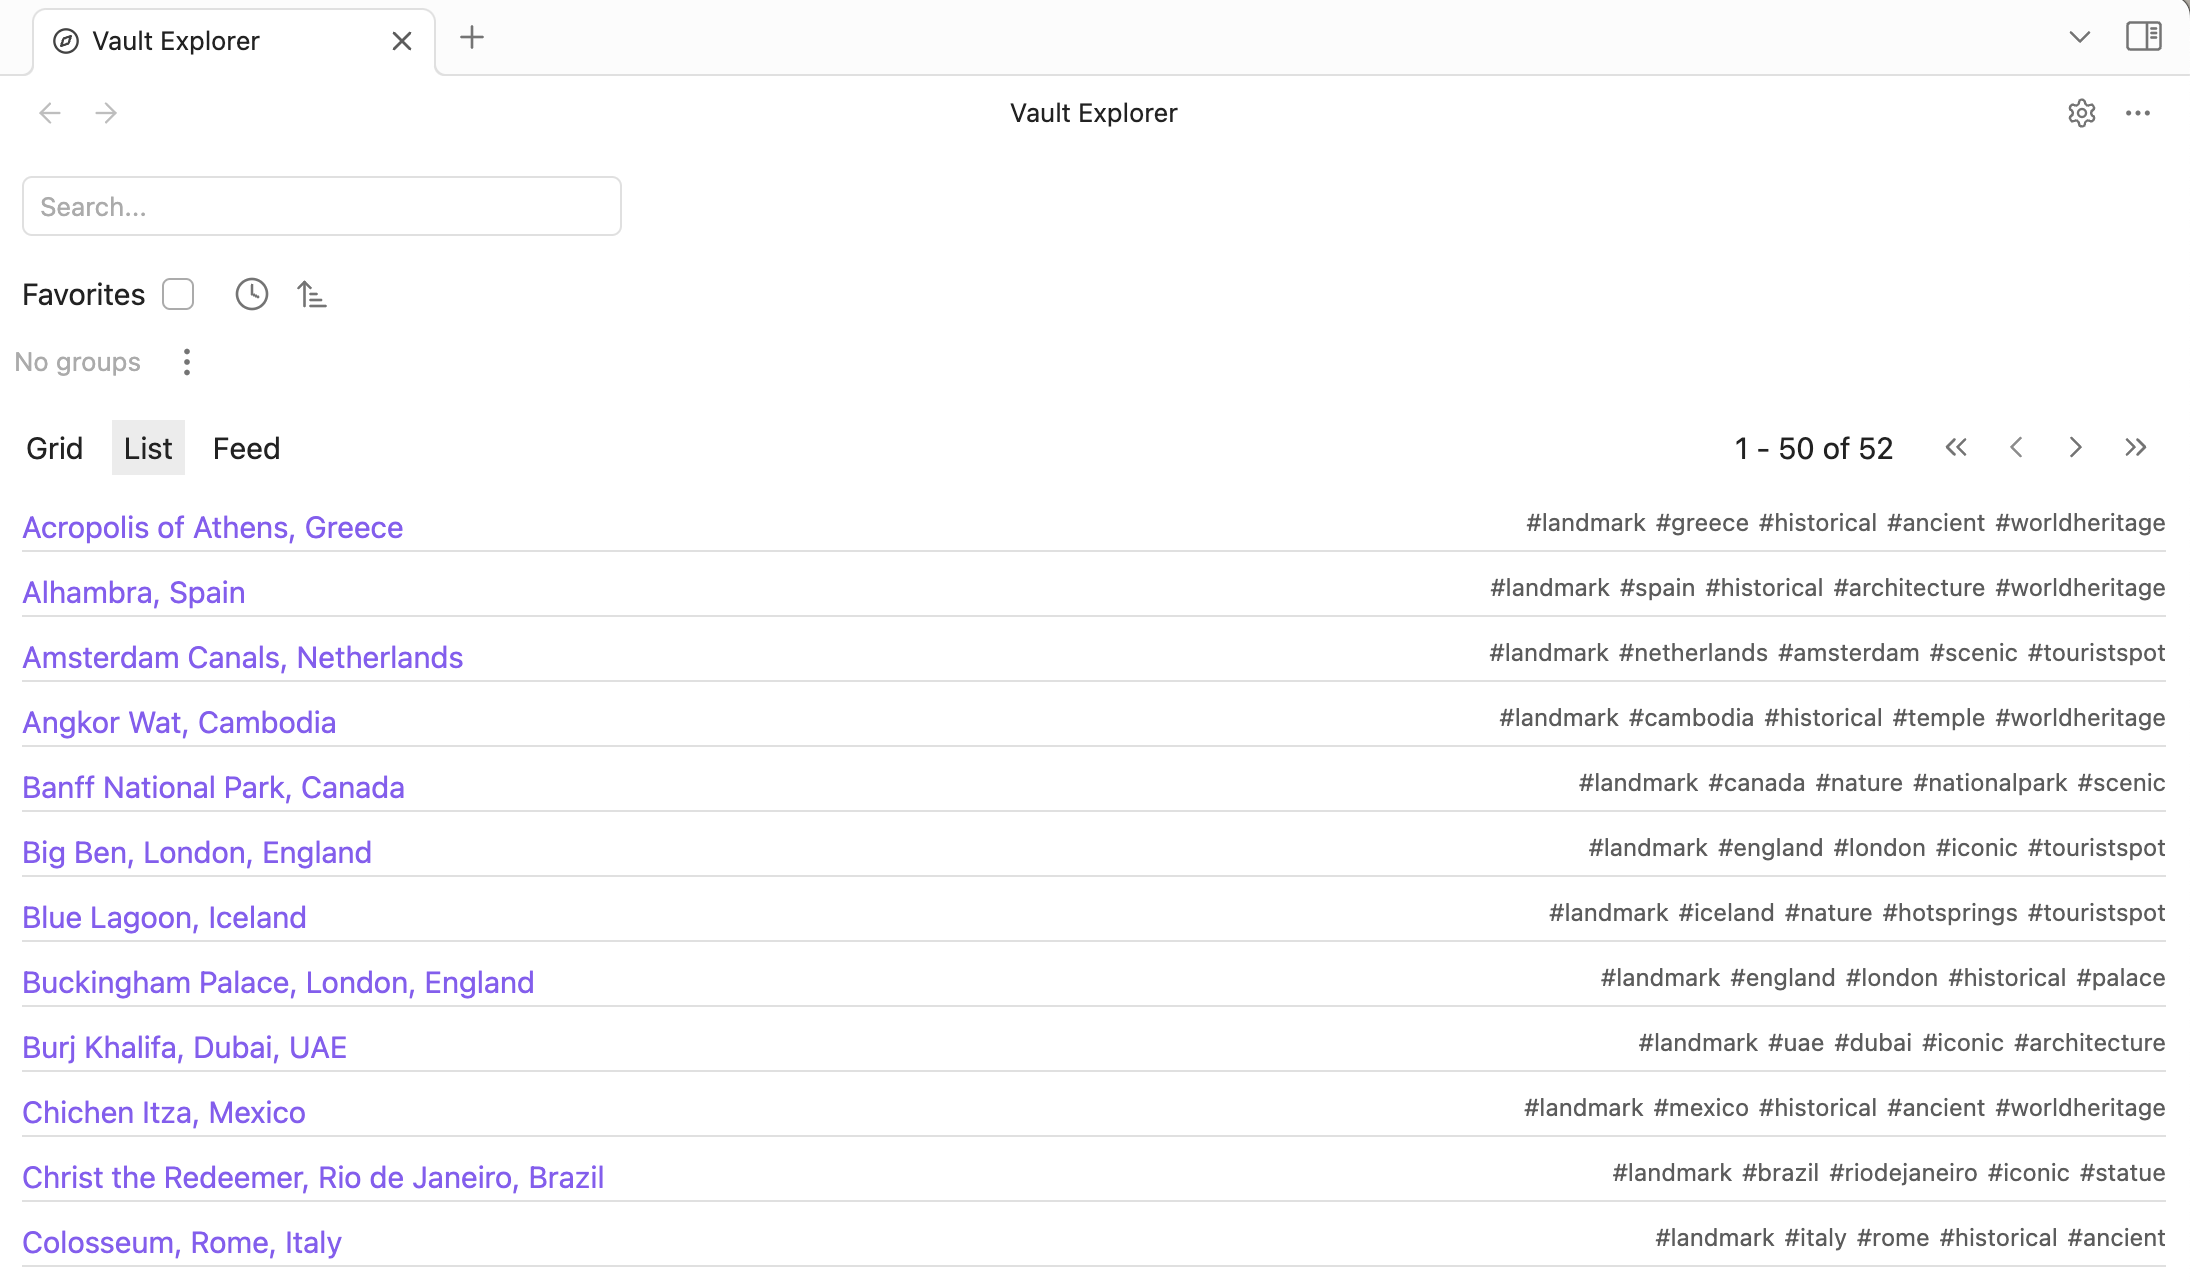 Vault Explorer
Vault Explorer
Search...
Favorites
No groups
Grid List Feed 1 - 50 of 52
Acropolis of Athens, Greece #landmark #greece #historical #ancient #worldheritage
Alhambra, Spain #landmark #spain #historical #architecture #worldheritage
Amsterdam Canals, Netherlands #landmark #netherlands #amsterdam #scenic #touristspot
Angkor Wat, Cambodia #landmark #cambodia #historical #temple #worldheritage
Banff National Park, Canada #landmark #canada #nature #nationalpark #scenic
Big Ben, London, England #landmark #england #london #iconic #touristspot
Blue Lagoon, Iceland #landmark #iceland #nature #hotsprings #touristspot
Buckingham Palace, London, England #landmark #england #london #historical #palace
Burj Khalifa, Dubai, UAE #landmark #uae #dubai #iconic #architecture
Chichen Itza, Mexico #landmark #mexico #historical #ancient #worldheritage
Christ the Redeemer, Rio de Janeiro, Brazil #landmark #brazil #riodejaneiro #iconic #statue
Colosseum, Rome, Italy #landmark #italy #rome #historical #ancient